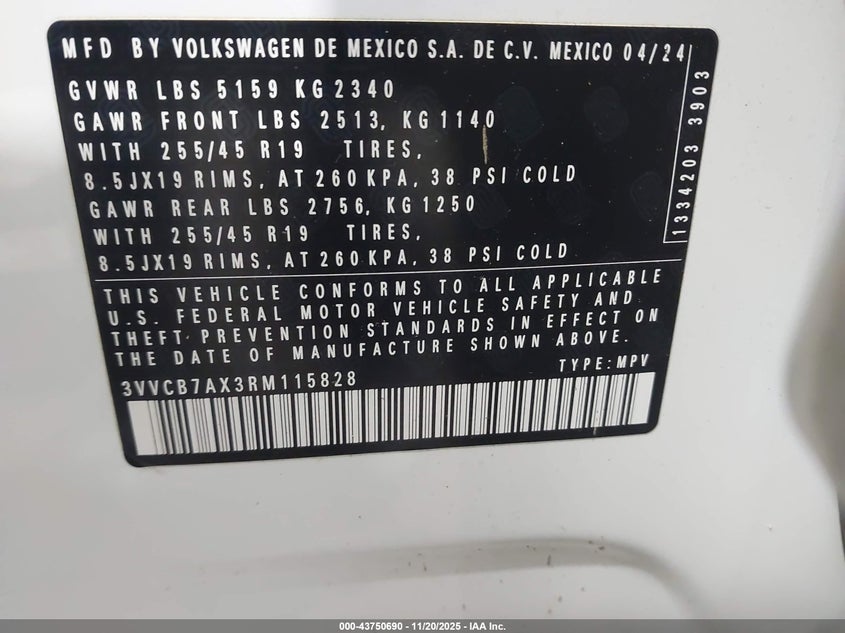 MFD BY VOLKSWAGEN DE MEXICO S.A. DE C.V. MEXICO 04/24
GVWR LBS 5159 KG 2340
GAWR FRONT LBS 2513, KG 1140
WITH 255/45 R19 TIRES,
8.5JX19 RIMS, AT 260 KPA, 38 PSI COLD
GAWR REAR LBS 2756, KG 1250
WITH 255/45 R19 TIRES,
8.5JX19 RIMS, AT 260 KPA, 38 PSI COLD
1334203 3903
THIS VEHICLE CONFORMS TO ALL APPLICABLE
U.S. FEDERAL MOTOR VEHICLE SAFETY AND
THEFT PREVENTION STANDARDS IN EFFECT ON
THE DATE OF MANUFACTURE SHOWN ABOVE.
3VVCB7AX3RM115828 TYPE: MPV
000-43750690 - 11/20/2025 - IAA Inc.